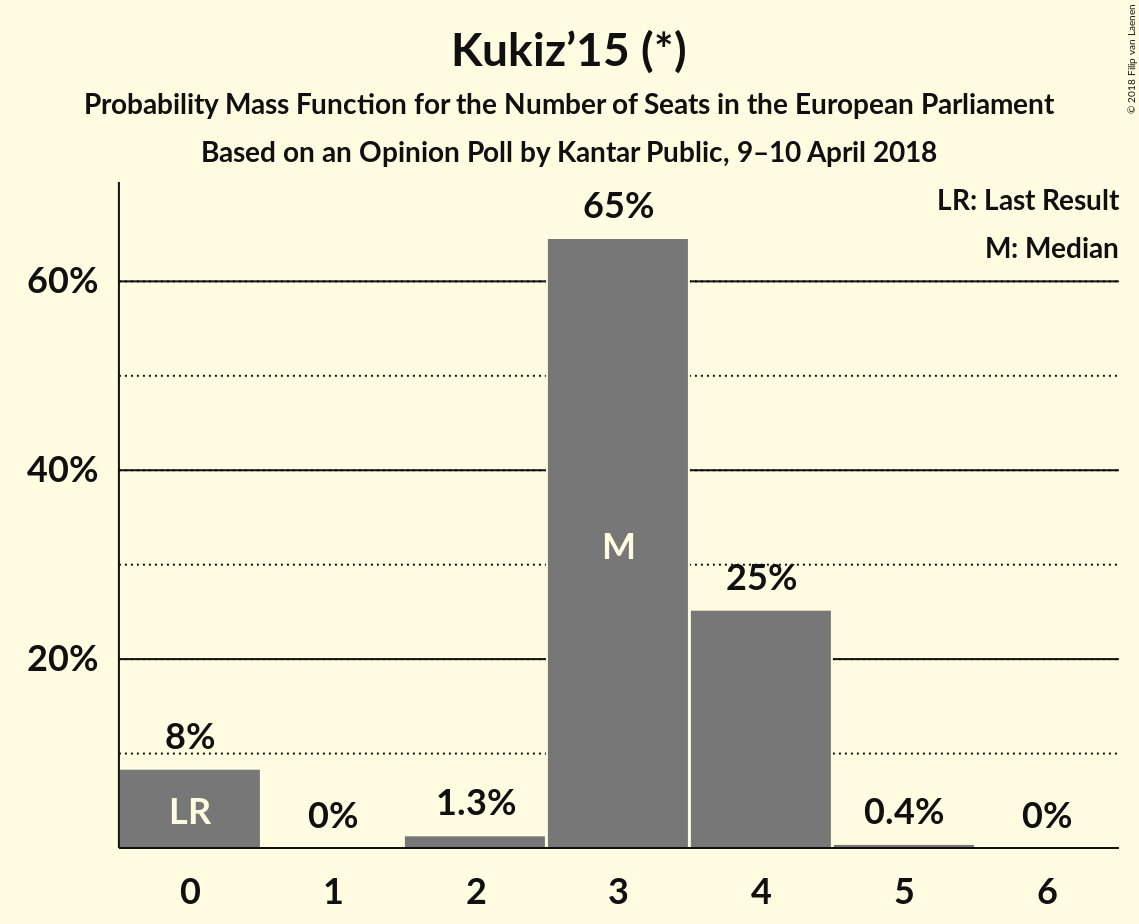 Kukiz’15 (*)
Probability Mass Function for the Number of Seats in the European Parliament
Based on an Opinion Poll by Kantar Public, 9–10 April 2018
© 2018 Filip van Laenen
LR: Last Result
M: Median
65%
60%
40%
M
25%
20%
8%
LR
0%
1.3%
0.4%
0%
0 1 2 3 4 5 6